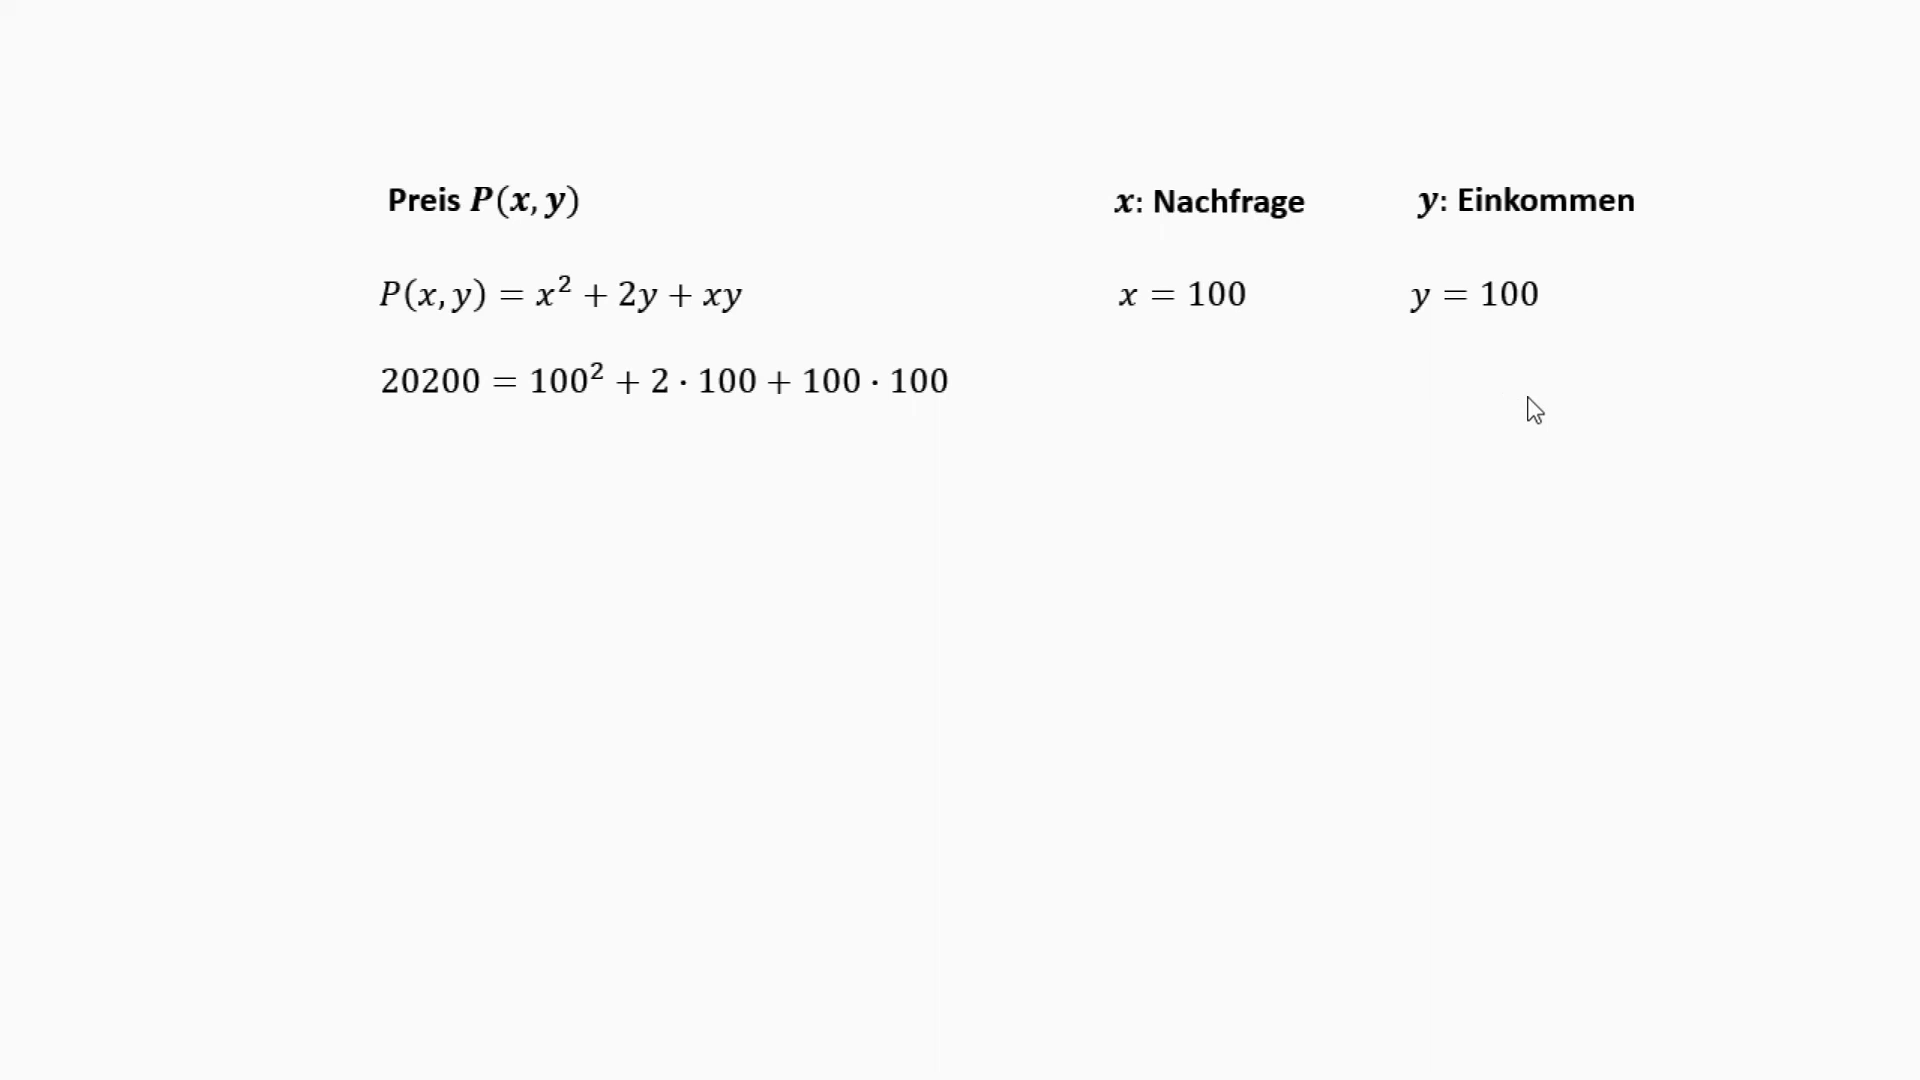 Preis P(x, y) x: Nachfrage y: Einkommen
P(x, y) = x² + 2y + xy x = 100 y = 100
20200 = 100² + 2 · 100 + 100 · 100